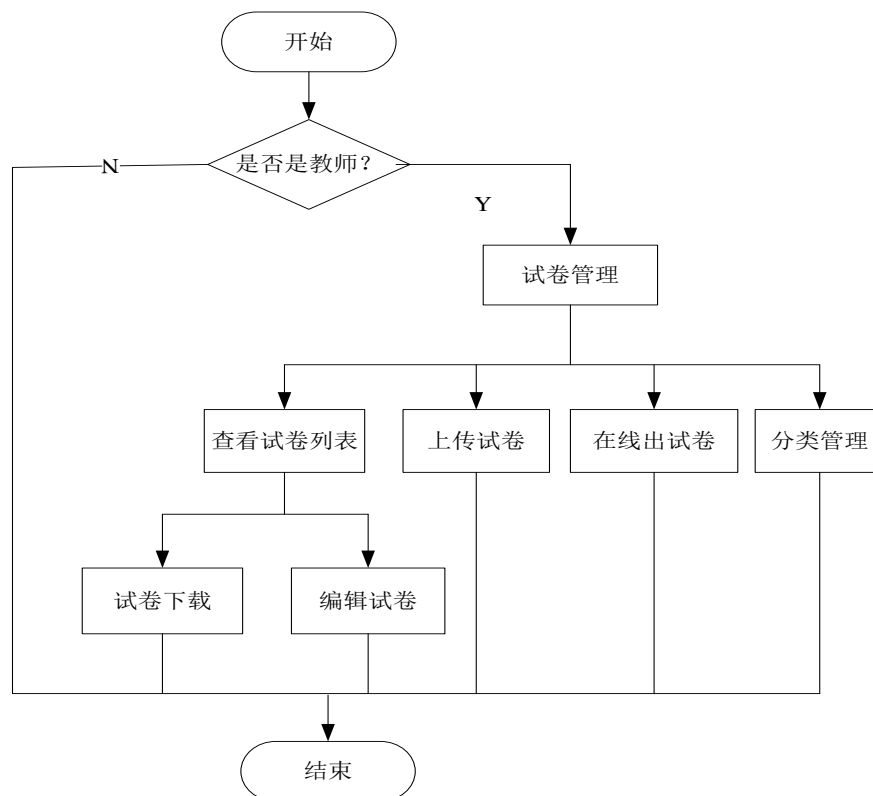 开始
是否是教师？
N
Y
试卷管理
查看试卷列表
上传试卷
在线出试卷
分类管理
试卷下载
编辑试卷
结束